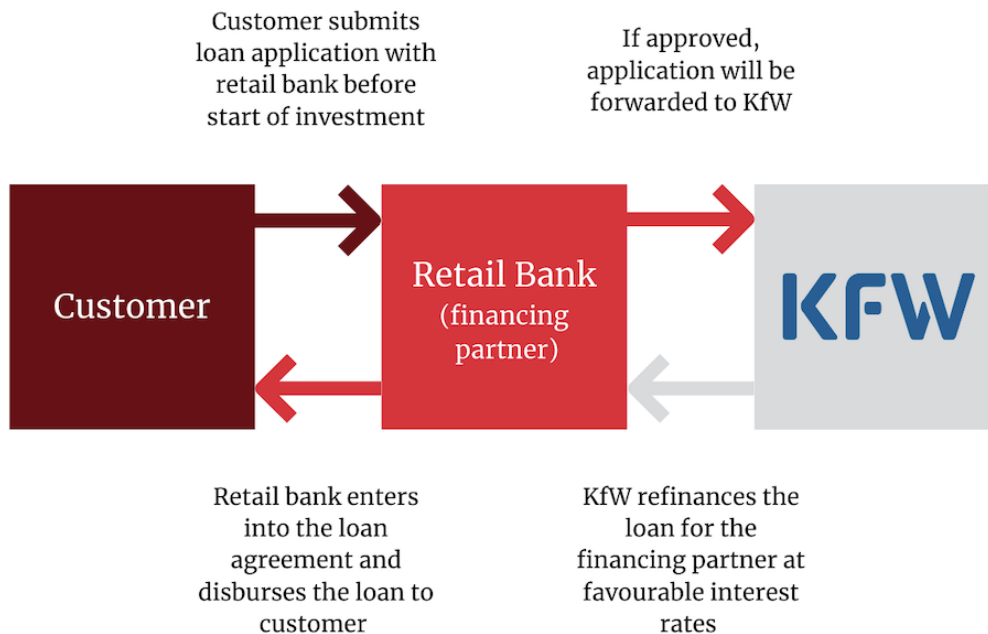 Customer submits
loan application with
retail bank before
start of investment
If approved,
application will be
forwarded to KfW
Customer
Retail Bank
(financing
partner)
KFW
Retail bank enters
into the loan
agreement and
disburses the loan to
customer
KfW refinances the
loan for the
financing partner at
favourable interest
rates